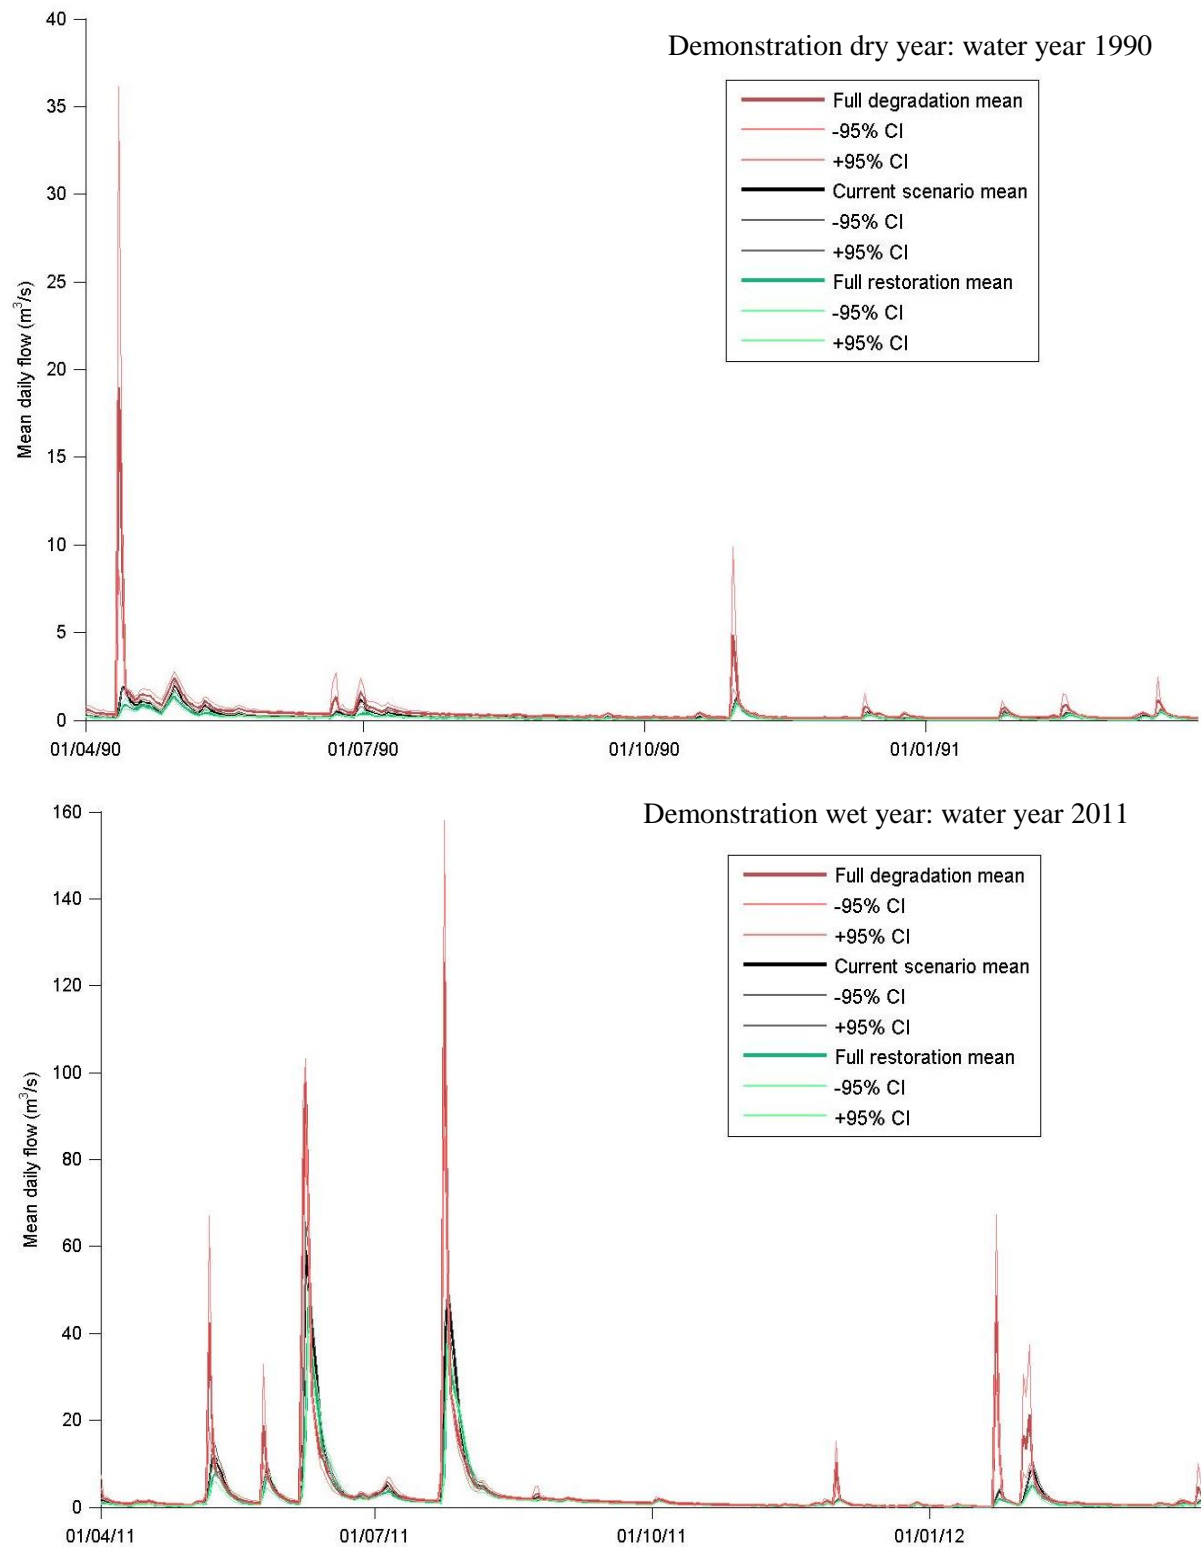 Demonstration dry year: water year 1990
40
35
30
25
20
15
10
5
0
Mean daily flow (m³/s)
Full degradation mean
-95% CI
+95% CI
Current scenario mean
-95% CI
+95% CI
Full restoration mean
-95% CI
+95% CI
01/04/90 01/07/90 01/10/90 01/01/91
Demonstration wet year: water year 2011
160
140
120
100
80
60
40
20
0
Mean daily flow (m³/s)
Full degradation mean
-95% CI
+95% CI
Current scenario mean
-95% CI
+95% CI
Full restoration mean
-95% CI
+95% CI
01/04/11 01/07/11 01/10/11 01/01/12